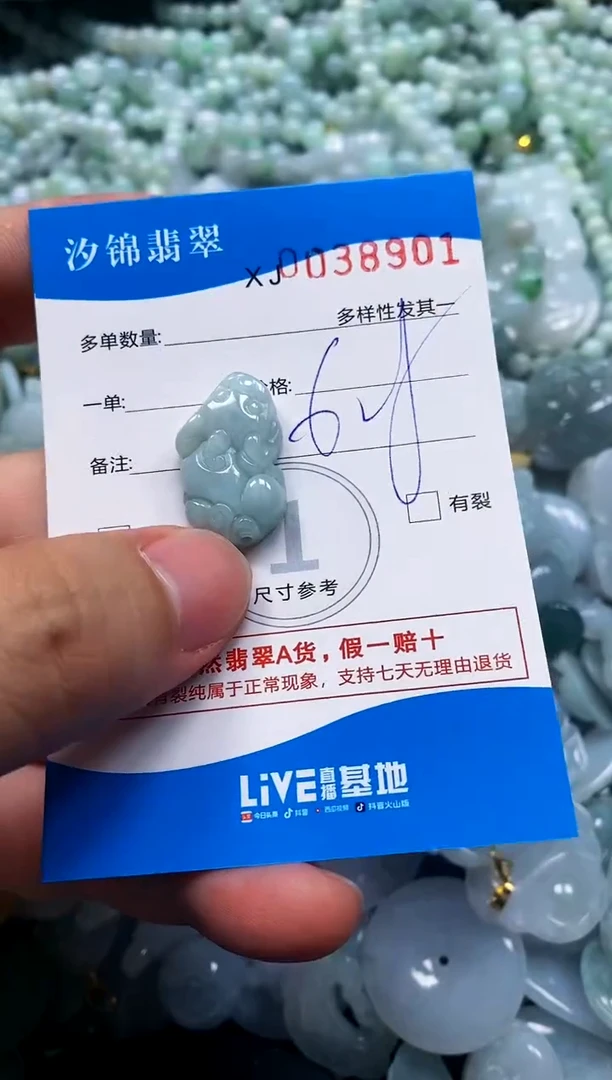 汐锦翡翠
XJ0038901
多样性发其一
多单数量:
一单:
格:
备注:
有裂
1
尺寸参考
然翡翠A货，假一赔十
有裂纯属于正常现象，支持七天无理由退货
LiVE直播基地
今日头条 抖音 西瓜视频 抖音火山版